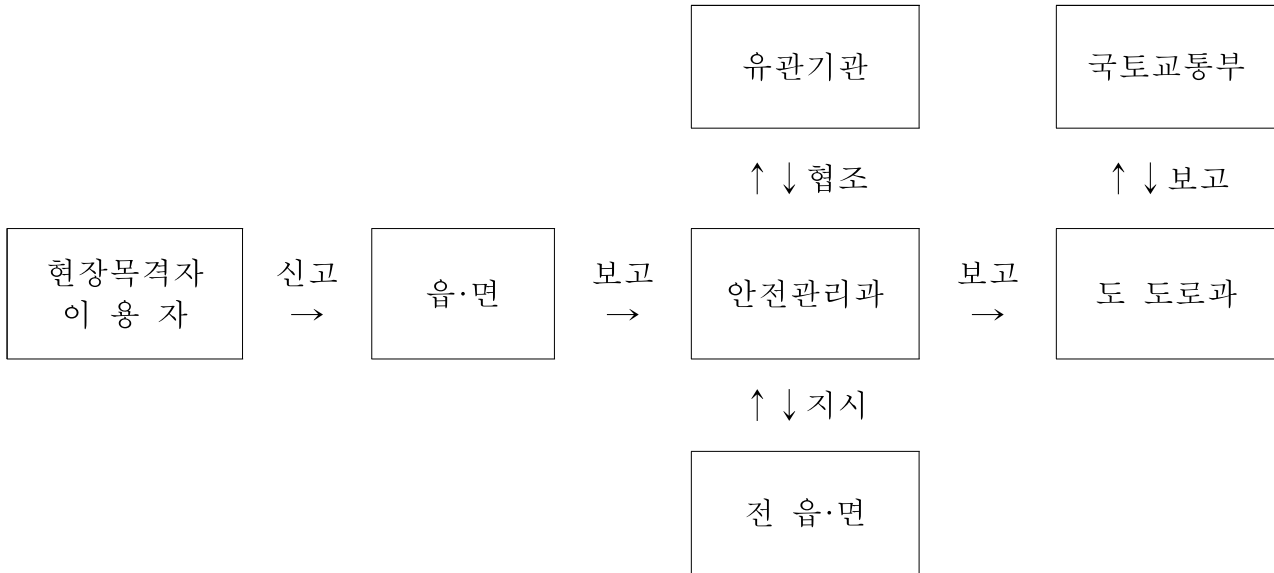 유관기관
국토교통부
↑↓협조
↑↓보고
현장목격자
이 용 자
신고
→
읍·면
보고
→
안전관리과
보고
→
도 도로과
↑↓지시
전 읍·면